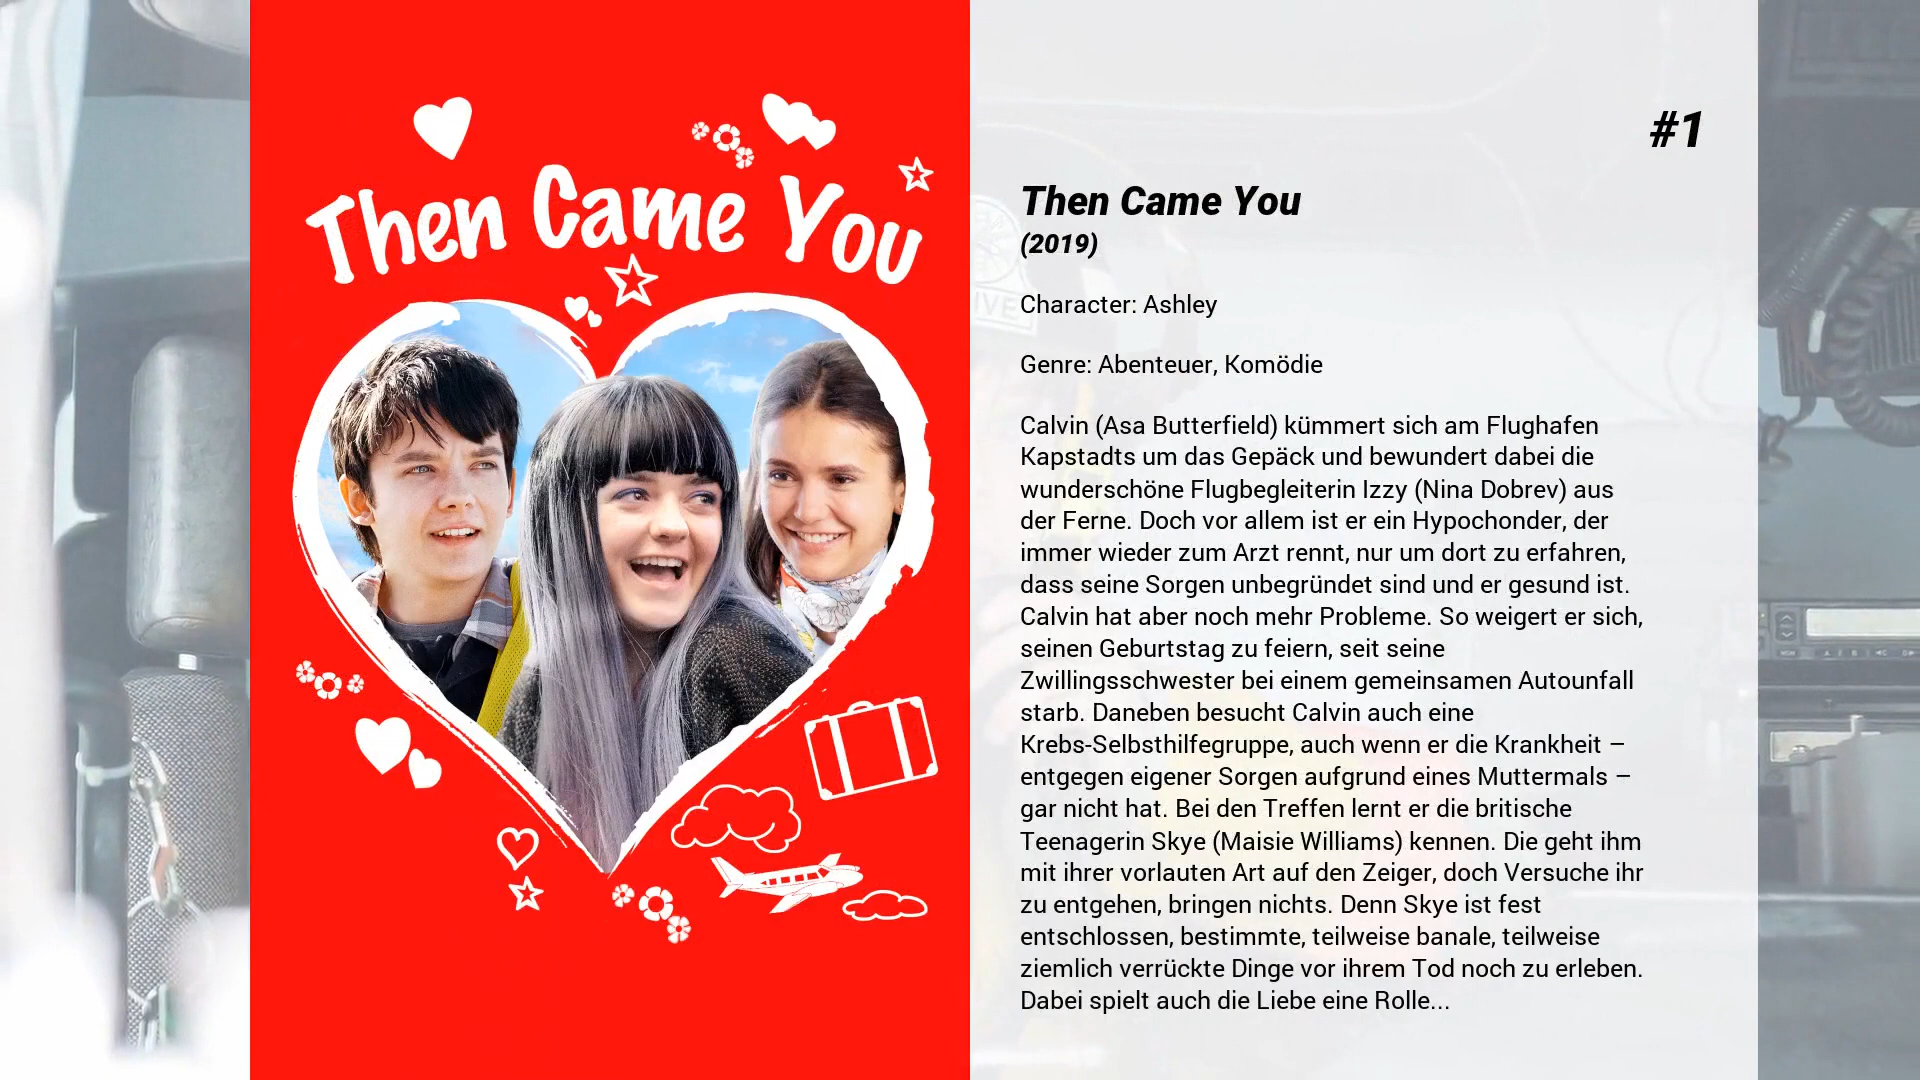 Then Came You
#1
Then Came You
(2019)
Character: Ashley
Genre: Abenteuer, Komödie
Calvin (Asa Butterfield) kümmert sich am Flughafen
Kapstadts um das Gepäck und bewundert dabei die
wunderschöne Flugbegleiterin Izzy (Nina Dobrev) aus
der Ferne. Doch vor allem ist er ein Hypochonder, der
immer wieder zum Arzt rennt, nur um dort zu erfahren,
dass seine Sorgen unbegründet sind und er gesund ist.
Calvin hat aber noch mehr Probleme. So weigert er sich,
seinen Geburtstag zu feiern, seit seine
Zwillingsschwester bei einem gemeinsamen Autounfall
starb. Daneben besucht Calvin auch eine
Krebs-Selbsthilfegruppe, auch wenn er die Krankheit –
entgegen eigener Sorgen aufgrund eines Muttermals –
gar nicht hat. Bei den Treffen lernt er die britische
Teenagerin Skye (Maisie Williams) kennen. Die geht ihm
mit ihrer vorlauten Art auf den Zeiger, doch Versuche ihr
zu entgehen, bringen nichts. Denn Skye ist fest
entschlossen, bestimmte, teilweise banale, teilweise
ziemlich verrückte Dinge vor ihrem Tod noch zu erleben.
Dabei spielt auch die Liebe eine Rolle...